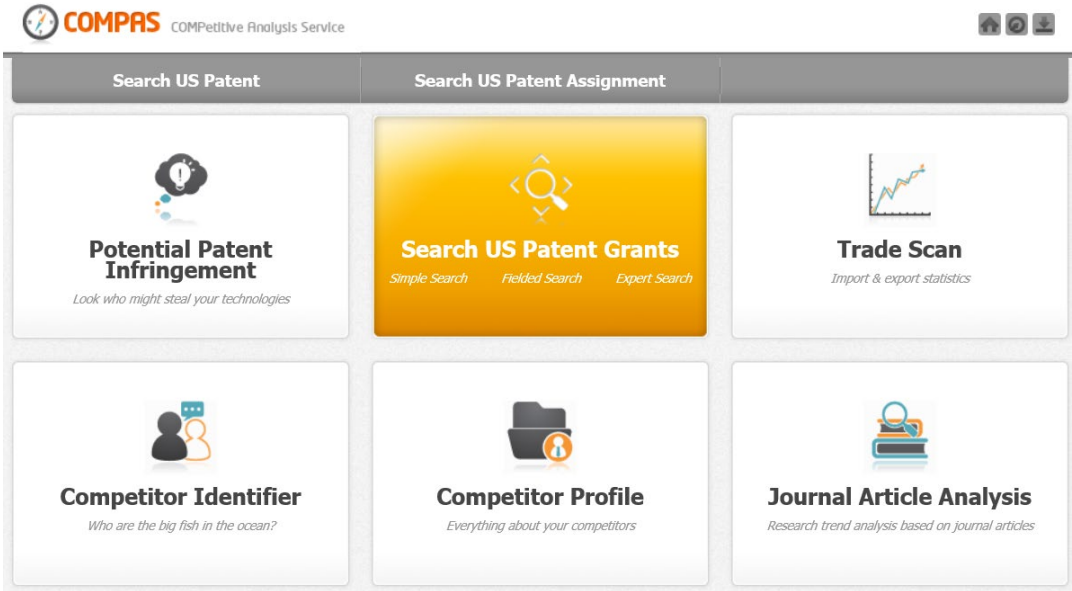 COMPAS COMPetitive Analysis Service
Search US Patent
Search US Patent Assignment
Potential Patent
Infringement
Look who might steal your technologies
Search US Patent Grants
Simple Search Fielded Search Expert Search
Trade Scan
Import & export statistics
Competitor Identifier
Who are the big fish in the ocean?
Competitor Profile
Everything about your competitors
Journal Article Analysis
Research trend analysis based on journal articles